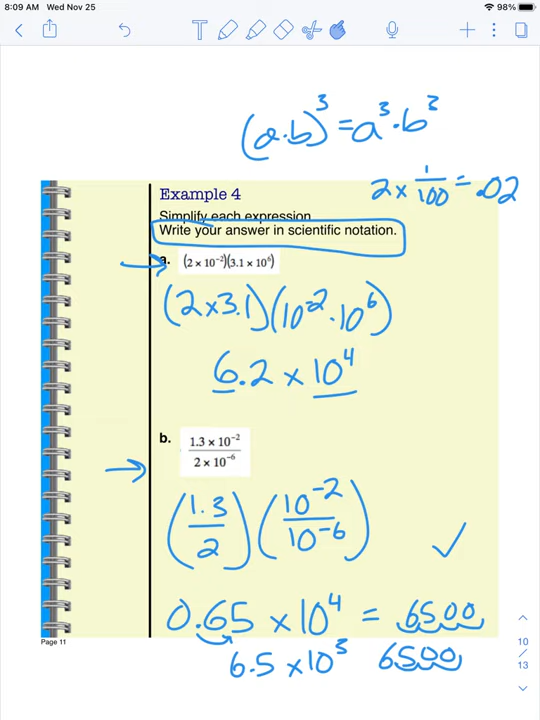 8:09 AM Wed Nov 25 98%
(a·b)³ = a³·b³
2 × 1/100 = .02
Example 4
Simplify each expression
Write your answer in scientific notation.
a. (2 × 10⁻²)(3.1 × 10⁶)
(2×3.1)(10⁻²·10⁶)
6.2 × 10⁴
b. 1.3 × 10⁻² / 2 × 10⁻⁶
(1.3/2)(10⁻²/10⁻⁶)
0.65 × 10⁴ = 6500
6.5 × 10³ 6500
Page 11
10
/
13